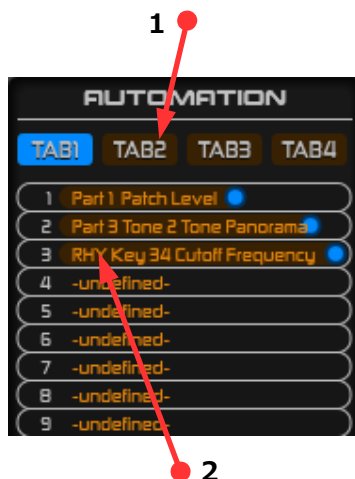 1
AUTOMATION
TAB1 TAB2 TAB3 TAB4
1 Part 1 Patch Level
2 Part 3 Tone 2 Tone Panorama
3 RHY Key 34 Cutoff Frequency
4 -undefined-
5 -undefined-
6 -undefined-
7 -undefined-
8 -undefined-
9 -undefined-
2